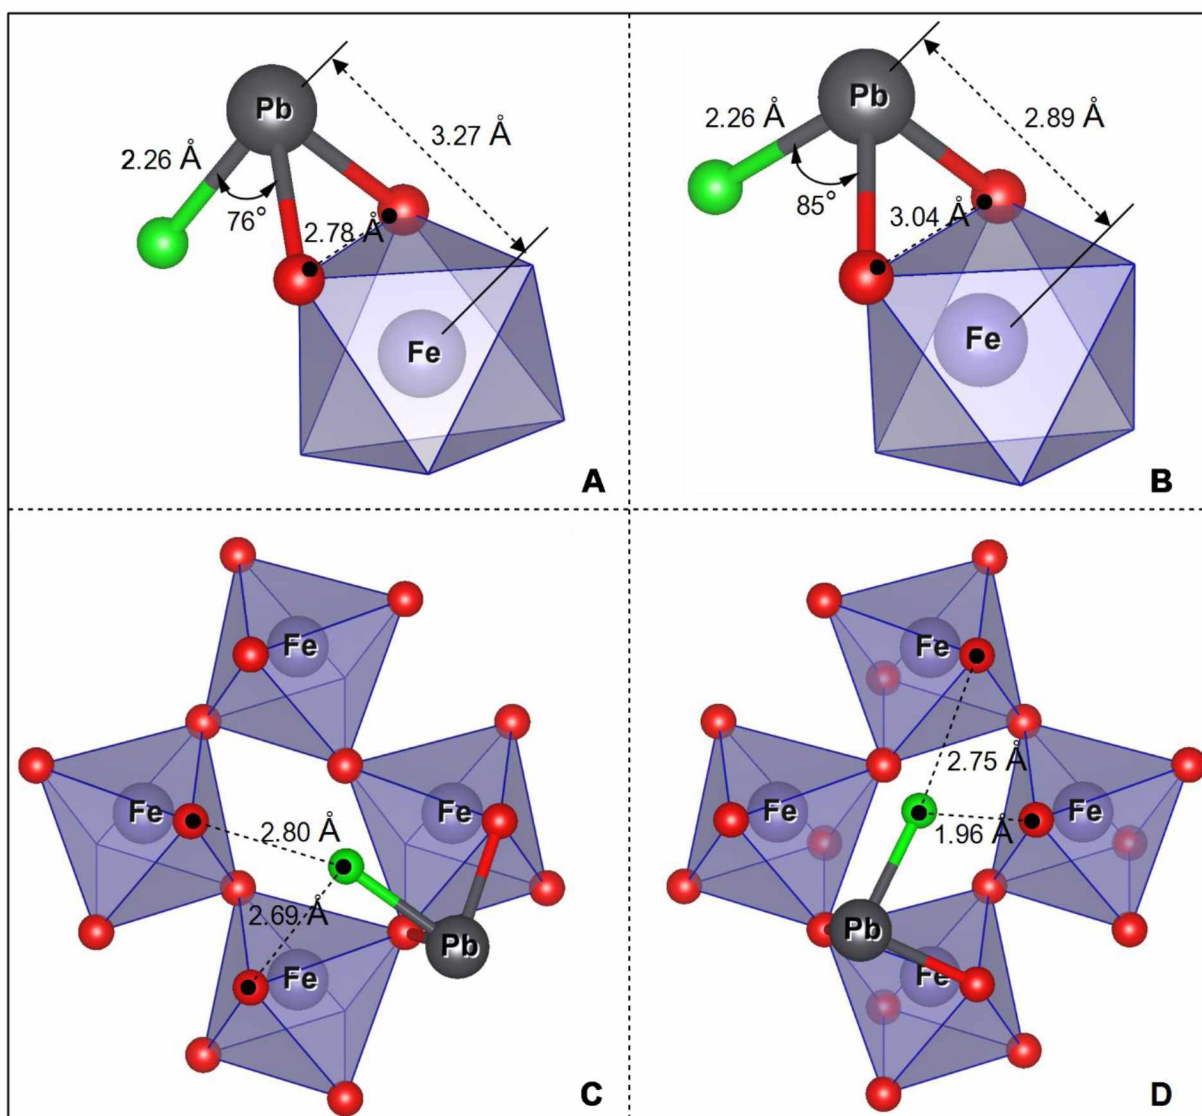 Pb
2.26 Å
3.27 Å
76°
2.78 Å
Fe
A
Pb
2.26 Å
2.89 Å
85°
3.04 Å
Fe
B
Fe
Fe
Fe
2.80 Å
2.69 Å
Pb
Fe
C
Fe
2.75 Å
Fe
Fe
1.96 Å
Pb
Fe
D